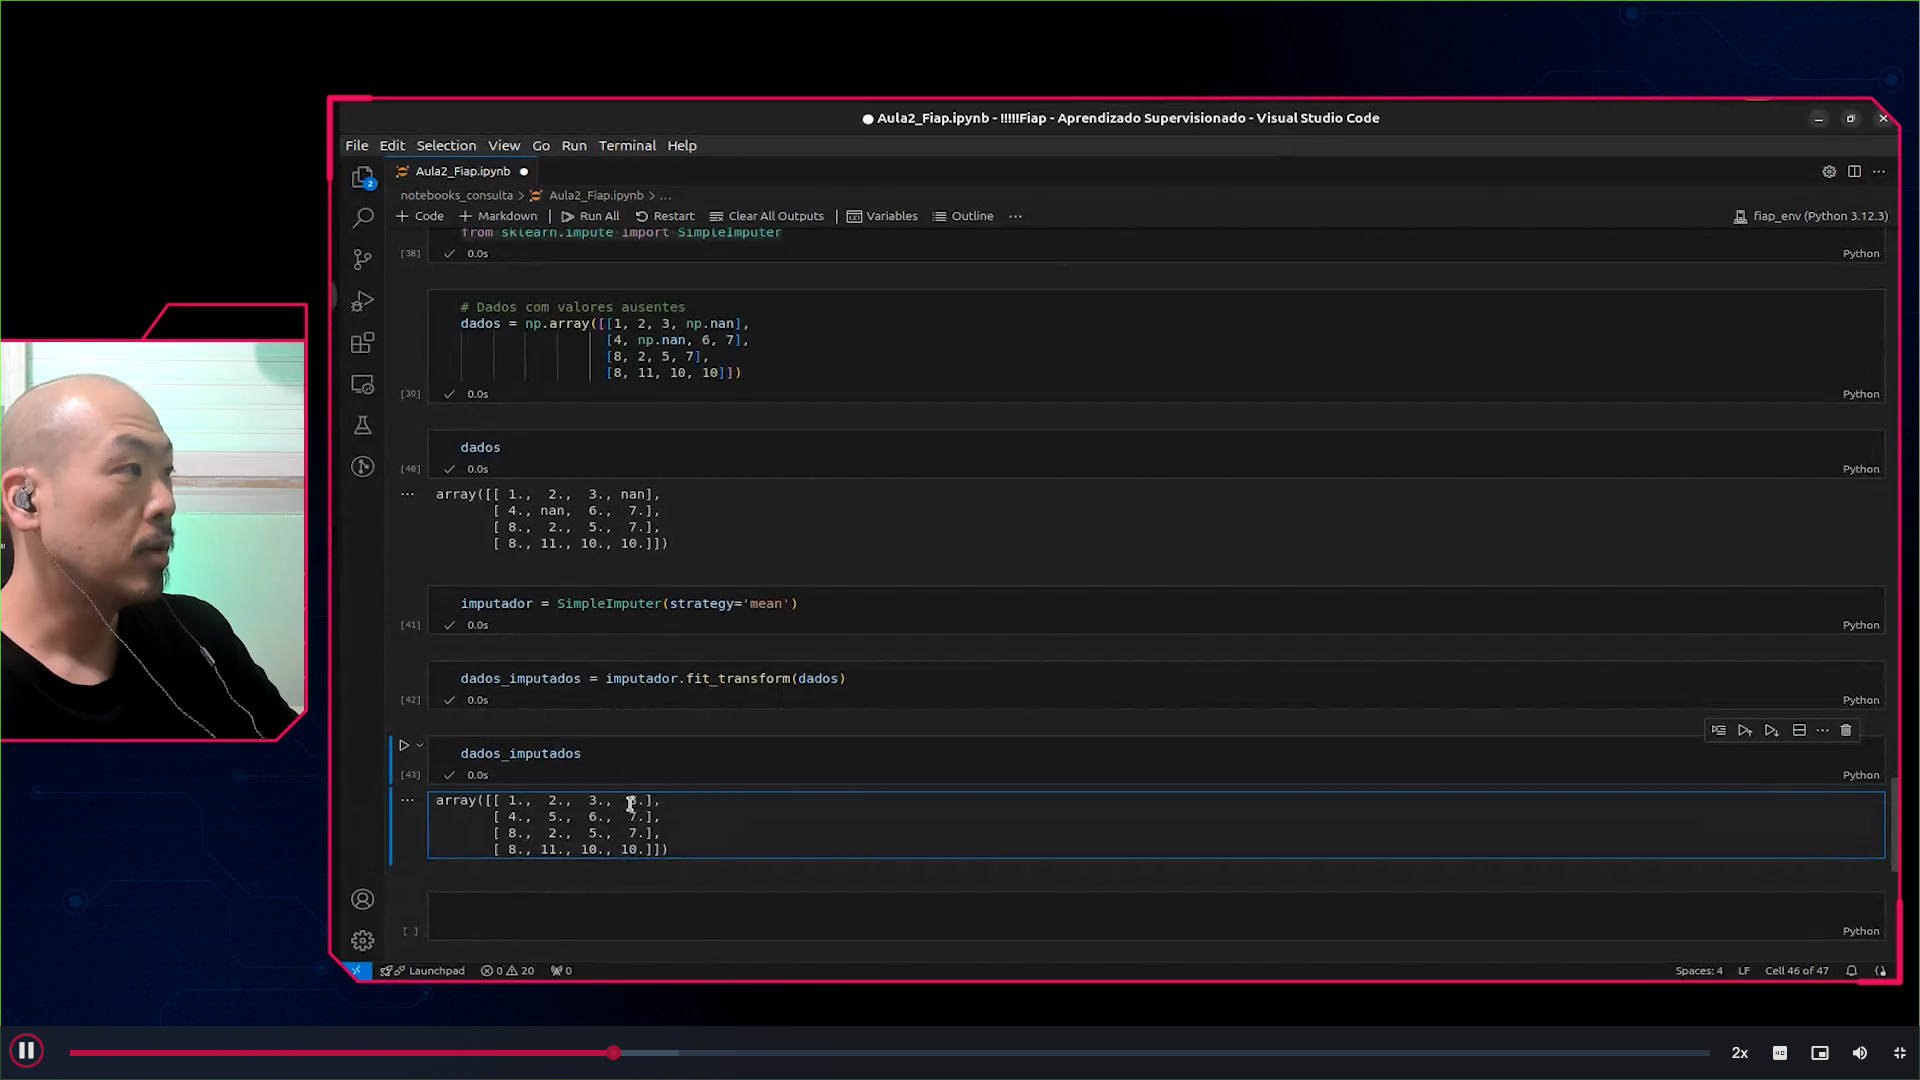 Aula2_Fiap.ipynb - !!!!!Fiap - Aprendizado Supervisionado - Visual Studio Code
File Edit Selection View Go Run Terminal Help
2
Aula2_Fiap.ipynb
notebooks_consulta > Aula2_Fiap.ipynb > ...
+ Code + Markdown | Run All Restart Clear All Outputs | Variables Outline ... fiap_env (Python 3.12.3)
from sklearn.impute import SimpleImputer
[38] 0.0s Python
# Dados com valores ausentes
dados = np.array([[1, 2, 3, np.nan],
[4, np.nan, 6, 7],
[8, 2, 5, 7],
[8, 11, 10, 10]])
[39] 0.0s Python
dados
[40] 0.0s Python
array([[ 1., 2., 3., nan],
[ 4., nan, 6., 7.],
[ 8., 2., 5., 7.],
[ 8., 11., 10., 10.]])
imputador = SimpleImputer(strategy='mean')
[41] 0.0s Python
dados_imputados = imputador.fit_transform(dados)
[42] 0.0s Python
dados_imputados
[43] 0.0s Python
array([[ 1., 2., 3., 8.],
[ 4., 5., 6., 7.],
[ 8., 2., 5., 7.],
[ 8., 11., 10., 10.]])
[ ] Python
Launchpad 0 20 0 Spaces: 4 LF Cell 46 of 47
2x HD